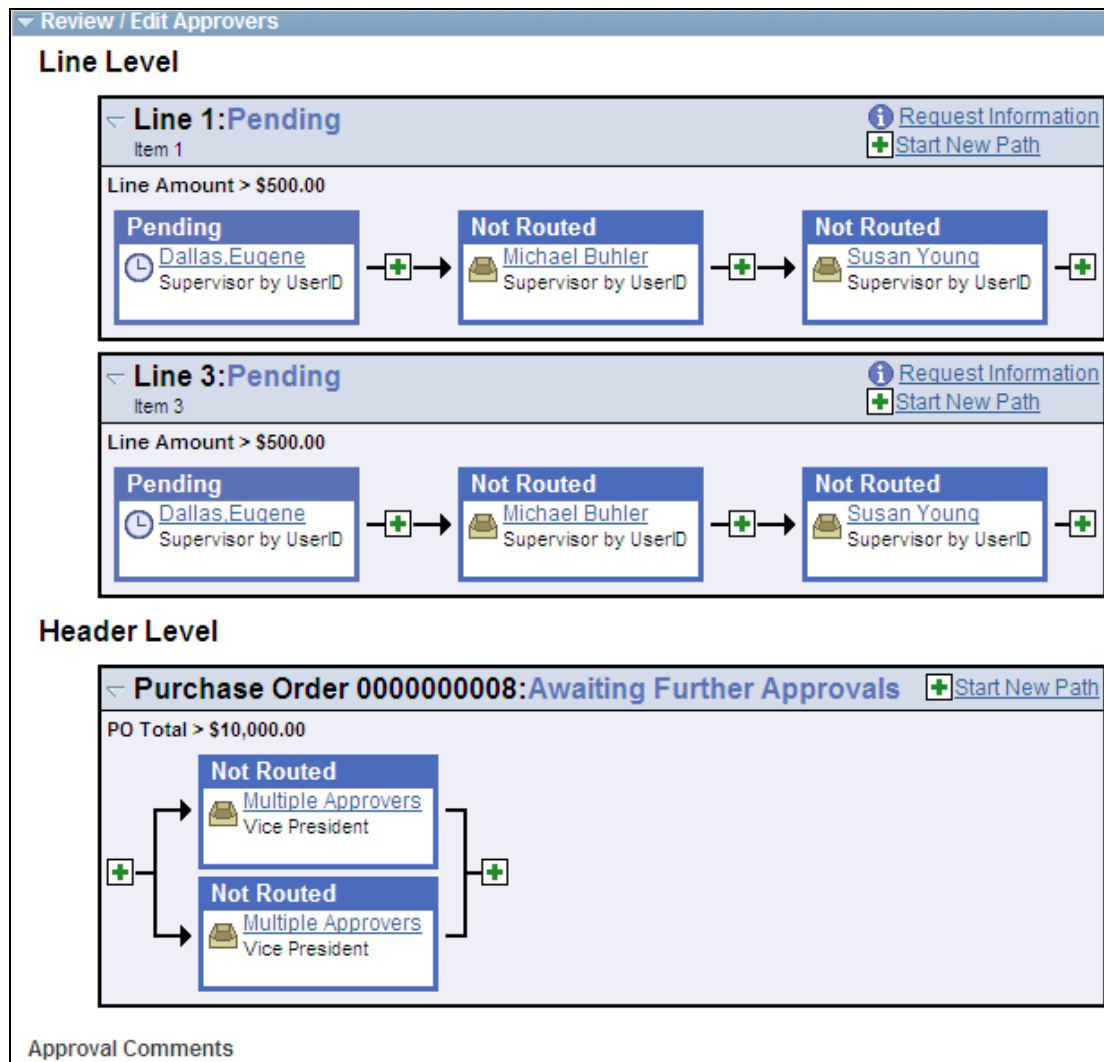 Review / Edit Approvers
Line Level
Line 1:Pending
Item 1
Request Information
Start New Path
Line Amount > $500.00
Pending
Dallas,Eugene
Supervisor by UserID
Not Routed
Michael Buhler
Supervisor by UserID
Not Routed
Susan Young
Supervisor by UserID
Line 3:Pending
Item 3
Request Information
Start New Path
Line Amount > $500.00
Pending
Dallas,Eugene
Supervisor by UserID
Not Routed
Michael Buhler
Supervisor by UserID
Not Routed
Susan Young
Supervisor by UserID
Header Level
Purchase Order 0000000008:Awaiting Further Approvals
Start New Path
PO Total > $10,000.00
Not Routed
Multiple Approvers
Vice President
Not Routed
Multiple Approvers
Vice President
Approval Comments